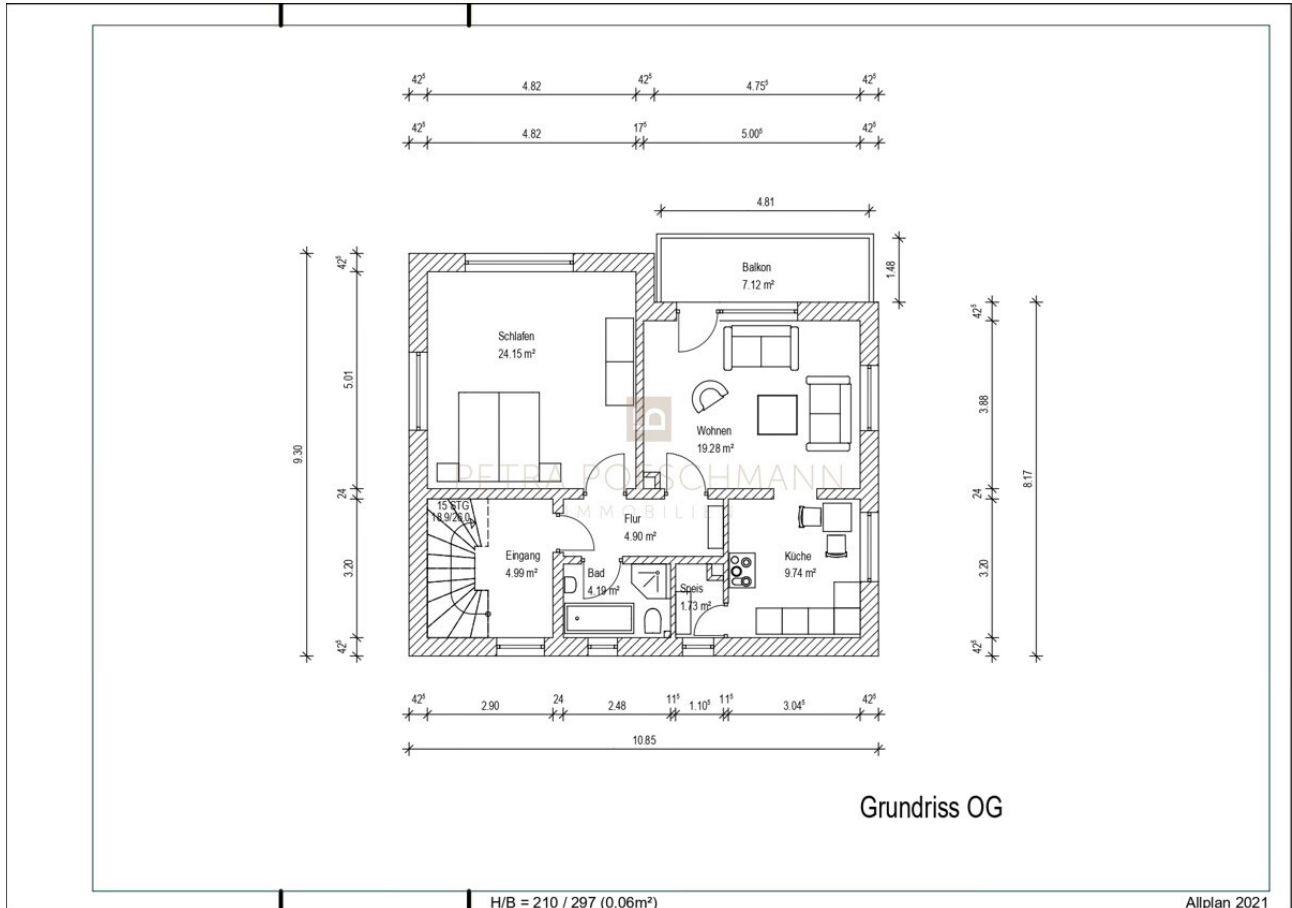 42⁵ 4.82 42⁵ 4.75⁵ 42⁵
42⁵ 4.82 17⁵ 5.00⁵ 42⁵
4.81
Balkon
7.12 m²
1.48
42⁵
5.01
24
3.20
42⁵
9.30
42⁵
3.88
24
3.20
42⁵
8.17
Schlafen
24.15 m²
Wohnen
19.28 m²
PETRA POESCHMANN
IMMOBILIEN
15 STG
18.9/26.0
Flur
4.90 m²
Eingang
4.99 m²
Bad
4.19 m²
Speis
1.73 m²
Küche
9.74 m²
42⁵ 2.90 24 2.48 11⁵ 1.10⁵ 11⁵ 3.04⁵ 42⁵
10.85
Grundriss OG
H/B = 210 / 297 (0.06m²)
Allplan 2021